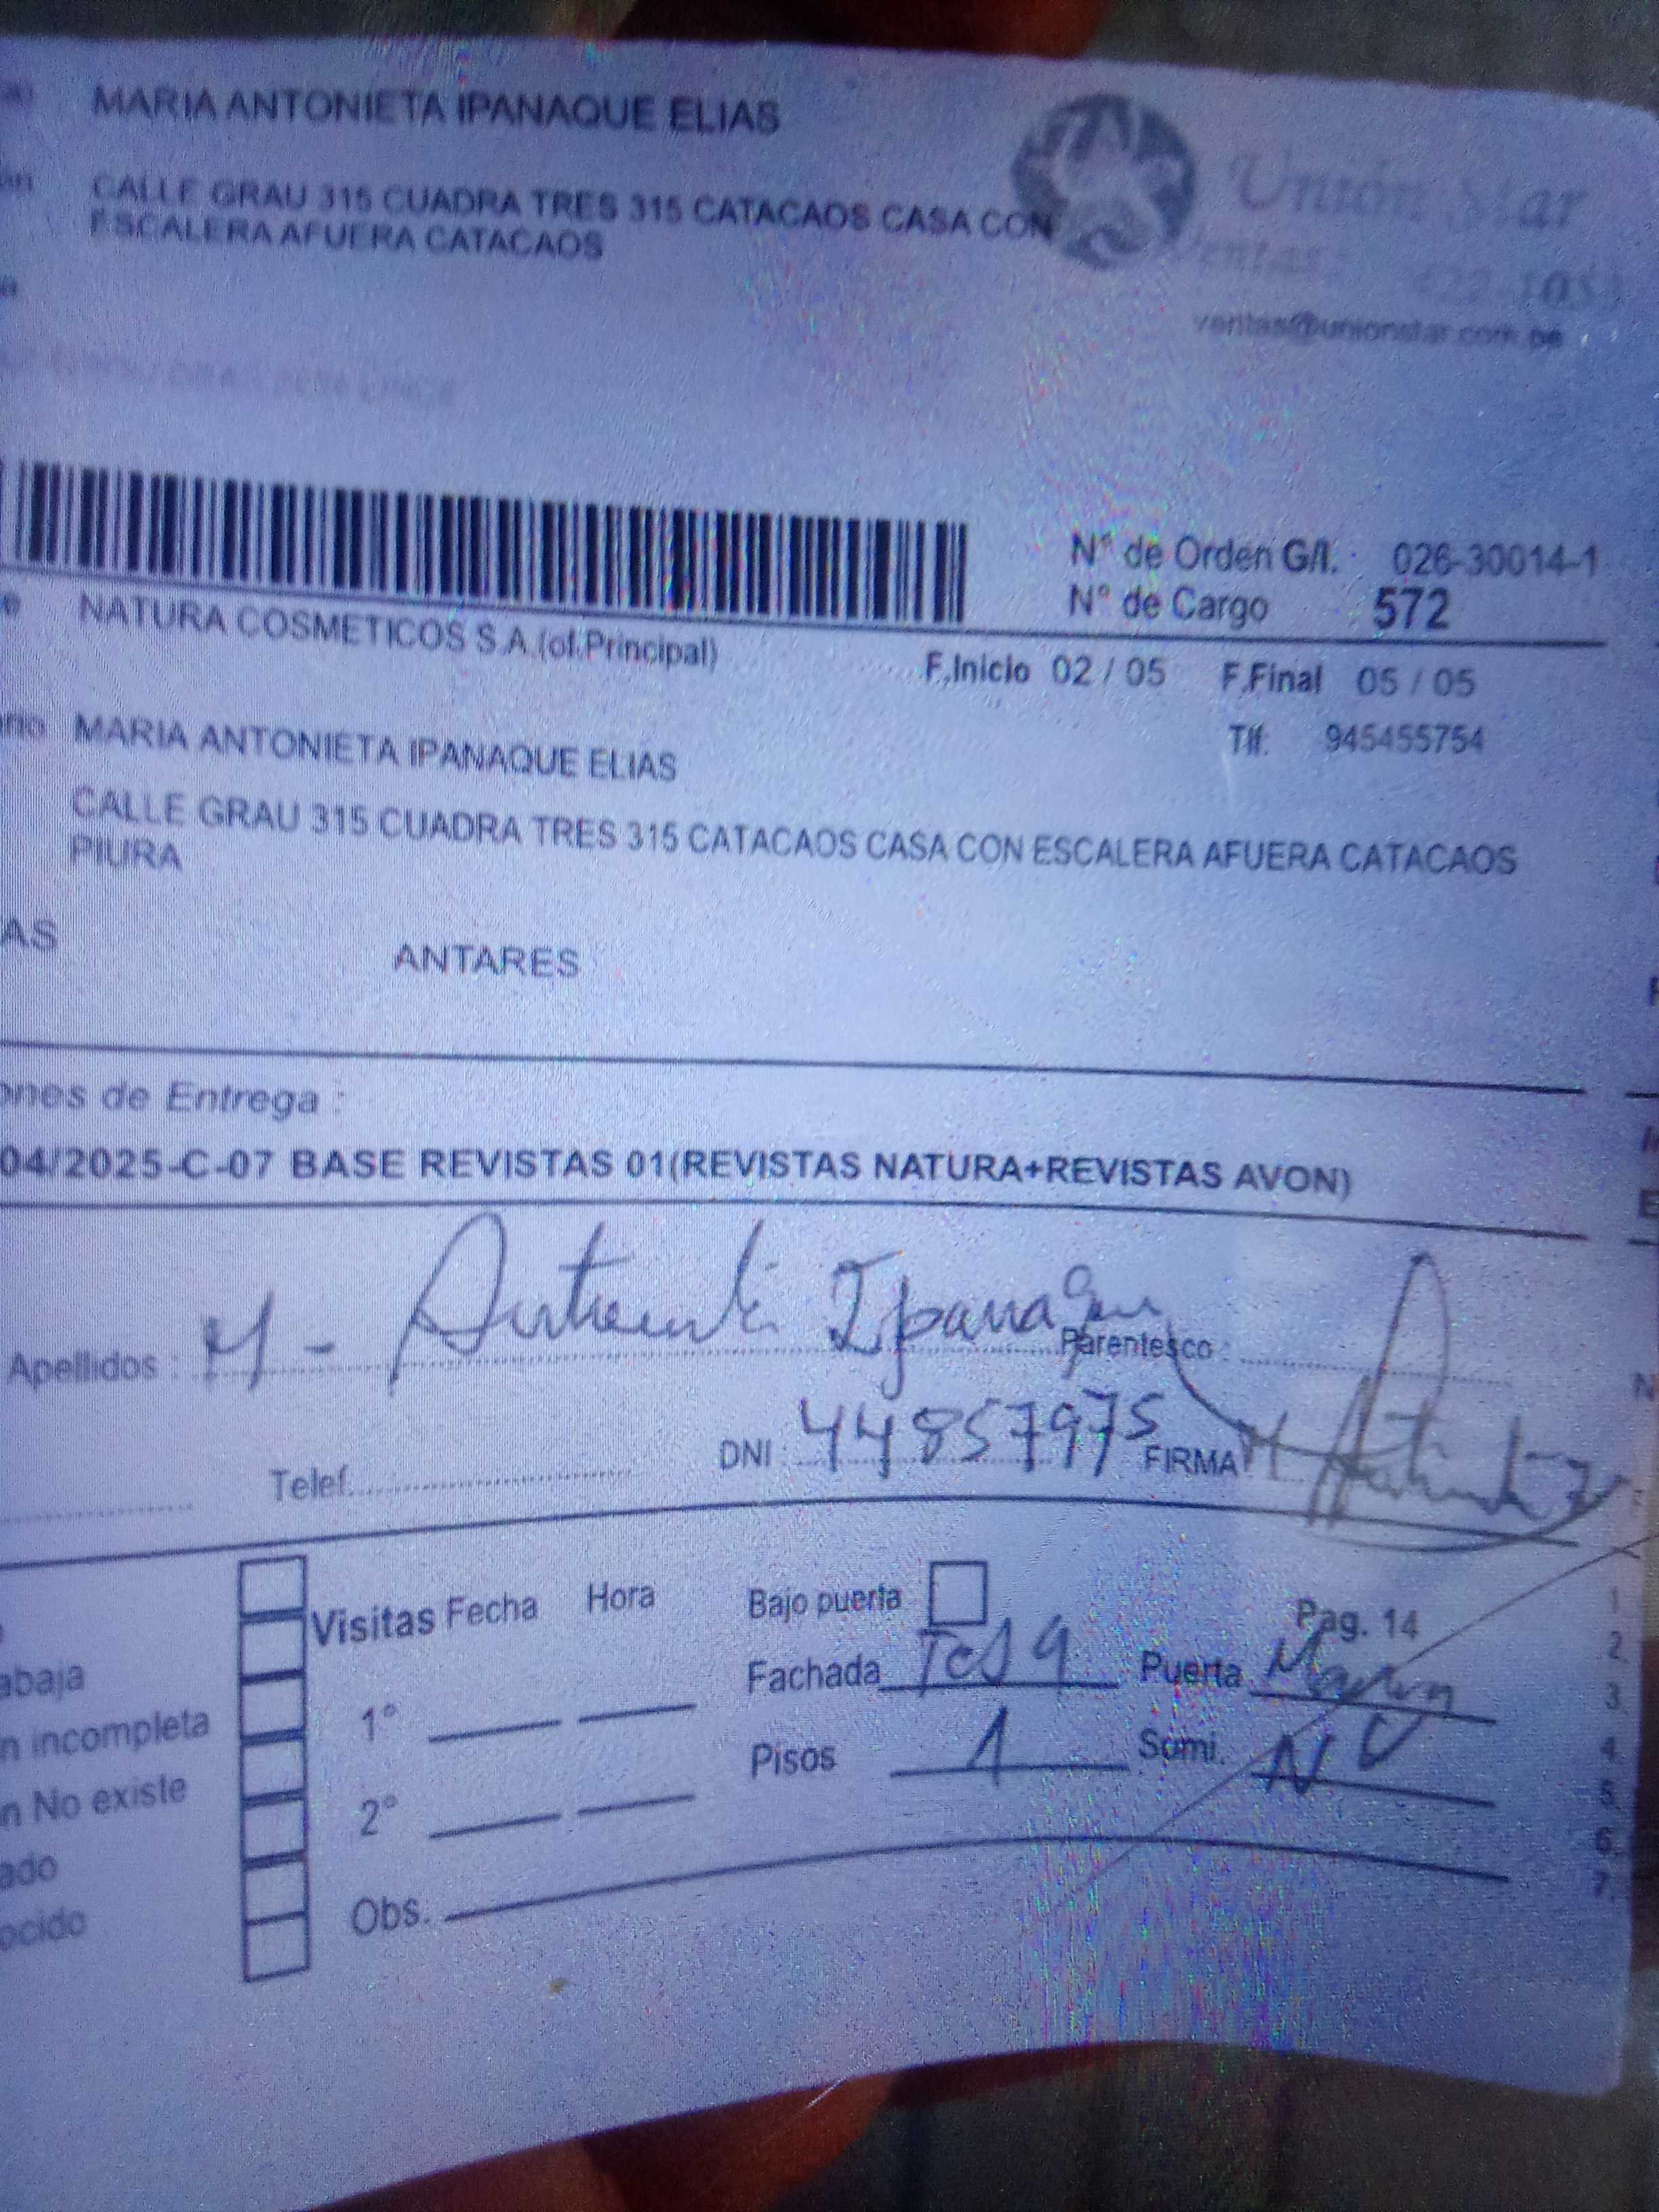 MARIA ANTONIETA IPANAQUE ELIAS
CALLE GRAU 315 CUADRA TRES 315 CATACAOS CASA CON
ESCALERA AFUERA CATACAOS
Unión Star
Ventas
ventas@unionstar.com.pe
N° de Orden G/I. : 026-30014-1
N° de Cargo 572
NATURA COSMETICOS S.A.(of.Principal)
F.Inicio 02 / 05 F.Final 05 / 05
MARIA ANTONIETA IPANAQUE ELIAS
Tlf: 945455754
CALLE GRAU 315 CUADRA TRES 315 CATACAOS CASA CON ESCALERA AFUERA CATACAOS
PIURA
AS
ANTARES
ones de Entrega :
04/2025-C-07 BASE REVISTAS 01(REVISTAS NATURA+REVISTAS AVON)
Apellidos : M - Antonieta Ipanaque Parentesco :
Telef. DNI : 44857975 FIRMA
Visitas Fecha Hora Bajo puerta Pag. 14
abaja Fachada Puerta
n incompleta 1°
Pisos 1 Sumi. NO
n No existe 2°
ado
ocido Obs.
1
2
3
4
5
6
7